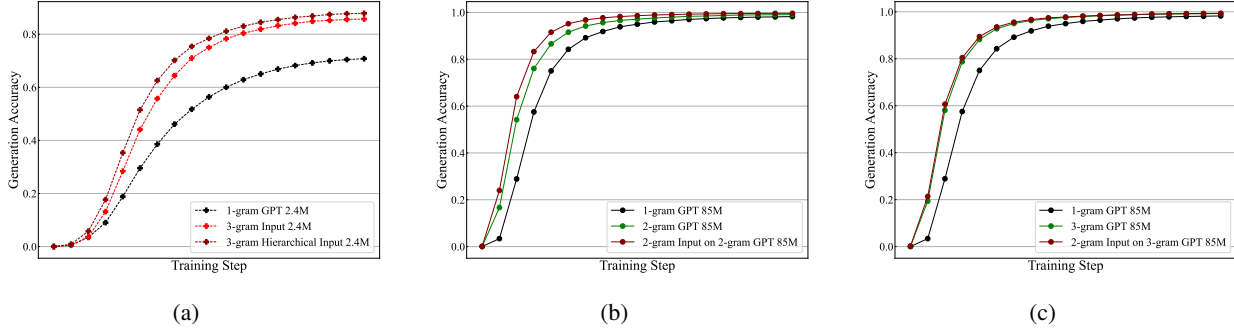 Generation Accuracy
0.8
0.6
0.4
0.2
0.0
1-gram GPT 2.4M
3-gram Input 2.4M
3-gram Hierarchical Input 2.4M
Training Step
(a)
Generation Accuracy
1.0
0.8
0.6
0.4
0.2
0.0
1-gram GPT 85M
2-gram GPT 85M
2-gram Input on 2-gram GPT 85M
Training Step
(b)
Generation Accuracy
1.0
0.8
0.6
0.4
0.2
0.0
1-gram GPT 85M
3-gram GPT 85M
2-gram Input on 3-gram GPT 85M
Training Step
(c)